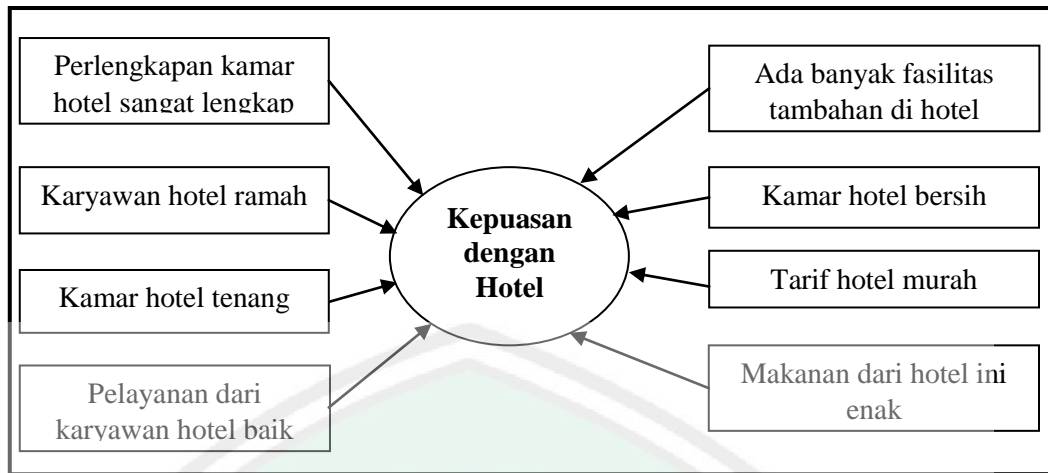 Perlengkapan kamar
hotel sangat lengkap
Karyawan hotel ramah
Kamar hotel tenang
Pelayanan dari
karyawan hotel baik
Kepuasan
dengan
Hotel
Ada banyak fasilitas
tambahan di hotel
Kamar hotel bersih
Tarif hotel murah
Makanan dari hotel ini
enak